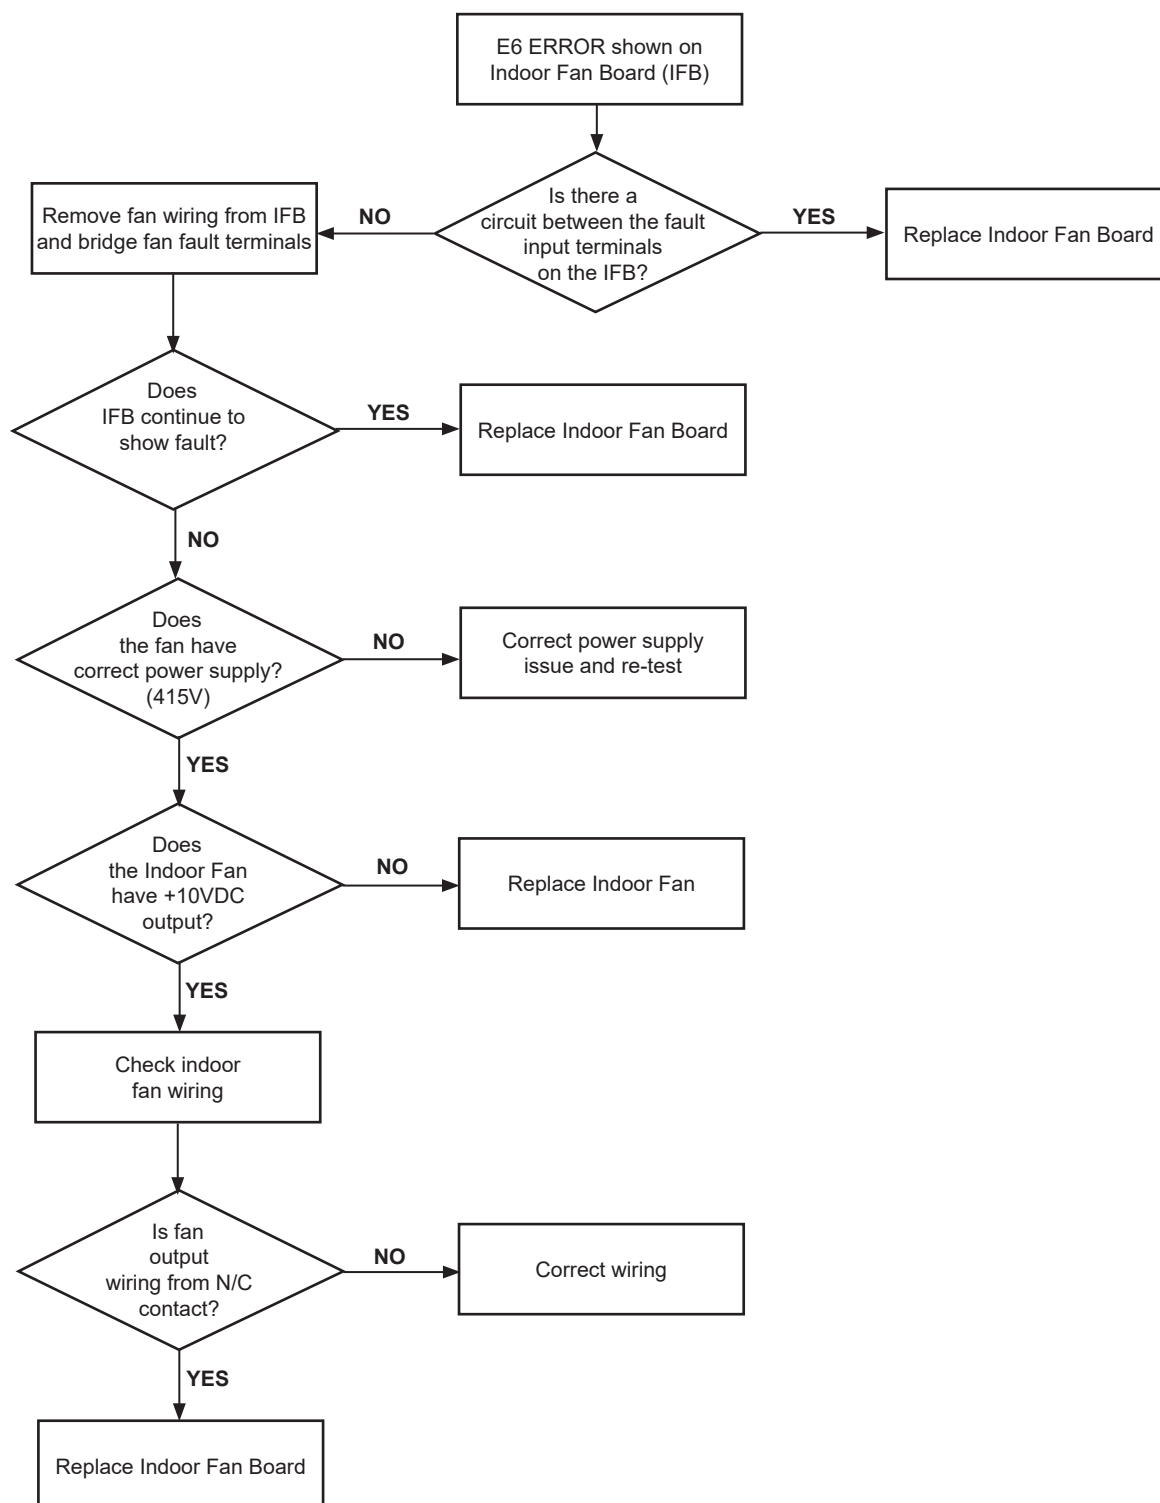 E6 ERROR shown on
Indoor Fan Board (IFB)
Is there a
circuit between the fault
input terminals
on the IFB?
NO
YES
Remove fan wiring from IFB
and bridge fan fault terminals
Replace Indoor Fan Board
Does
IFB continue to
show fault?
YES
Replace Indoor Fan Board
NO
Does
the fan have
correct power supply?
(415V)
NO
Correct power supply
issue and re-test
YES
Does
the Indoor Fan
have +10VDC
output?
NO
Replace Indoor Fan
YES
Check indoor
fan wiring
Is fan
output
wiring from N/C
contact?
NO
Correct wiring
YES
Replace Indoor Fan Board